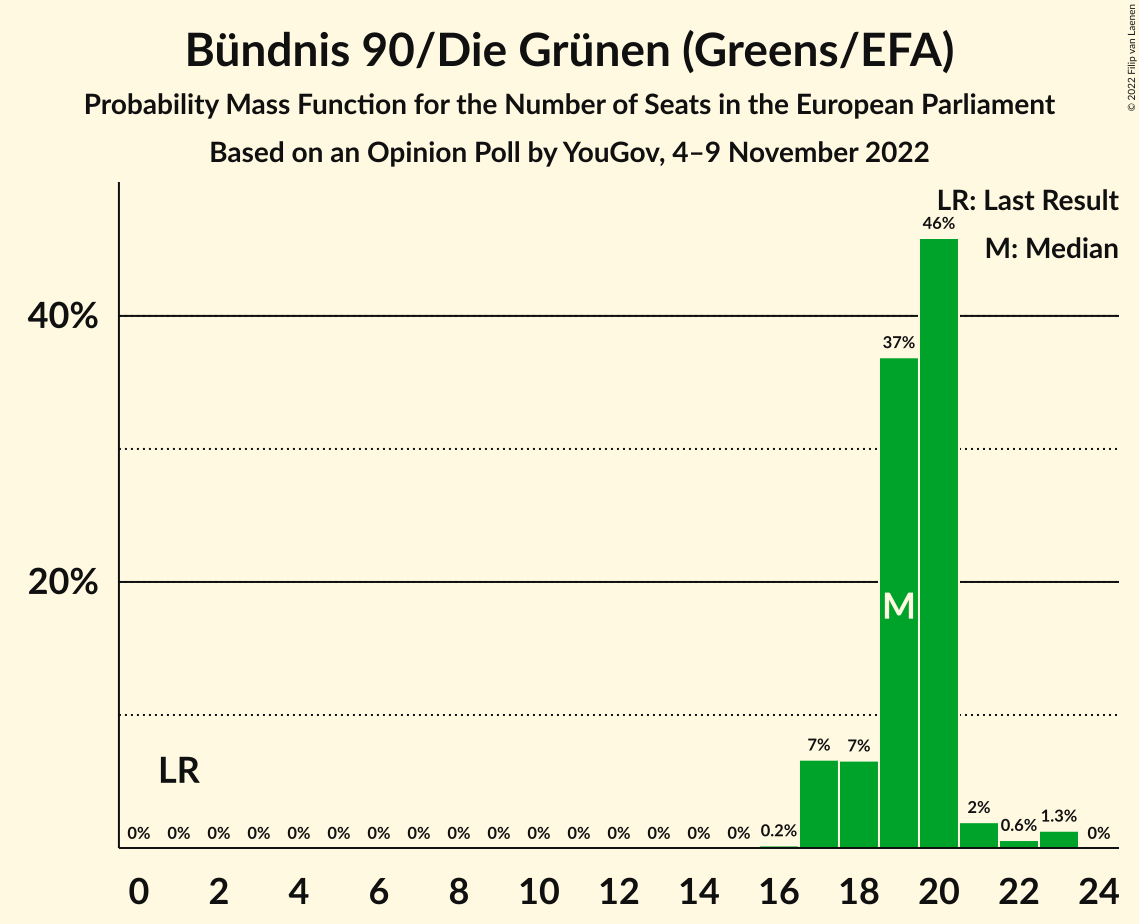 Bündnis 90/Die Grünen (Greens/EFA)
Probability Mass Function for the Number of Seats in the European Parliament
Based on an Opinion Poll by YouGov, 4–9 November 2022
© 2022 Filip van Laenen
LR: Last Result
M: Median
46%
40%
37%
20%
M
LR
7% 7%
0% 0% 0% 0% 0% 0% 0% 0% 0% 0% 0% 0% 0% 0% 0% 0% 0.2% 2% 0.6% 1.3% 0%
0 2 4 6 8 10 12 14 16 18 20 22 24